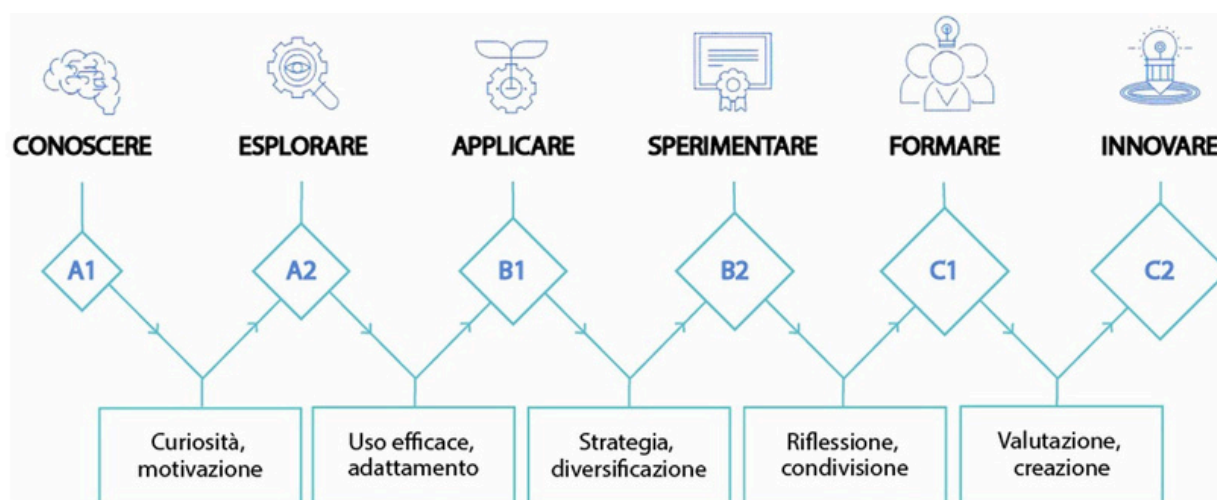 CONOSCERE
ESPLORARE
APPLICARE
SPERIMENTARE
FORMARE
INNOVARE
A1
A2
B1
B2
C1
C2
Curiosità,
motivazione
Uso efficace,
adattamento
Strategia,
diversificazione
Riflessione,
condivisione
Valutazione,
creazione